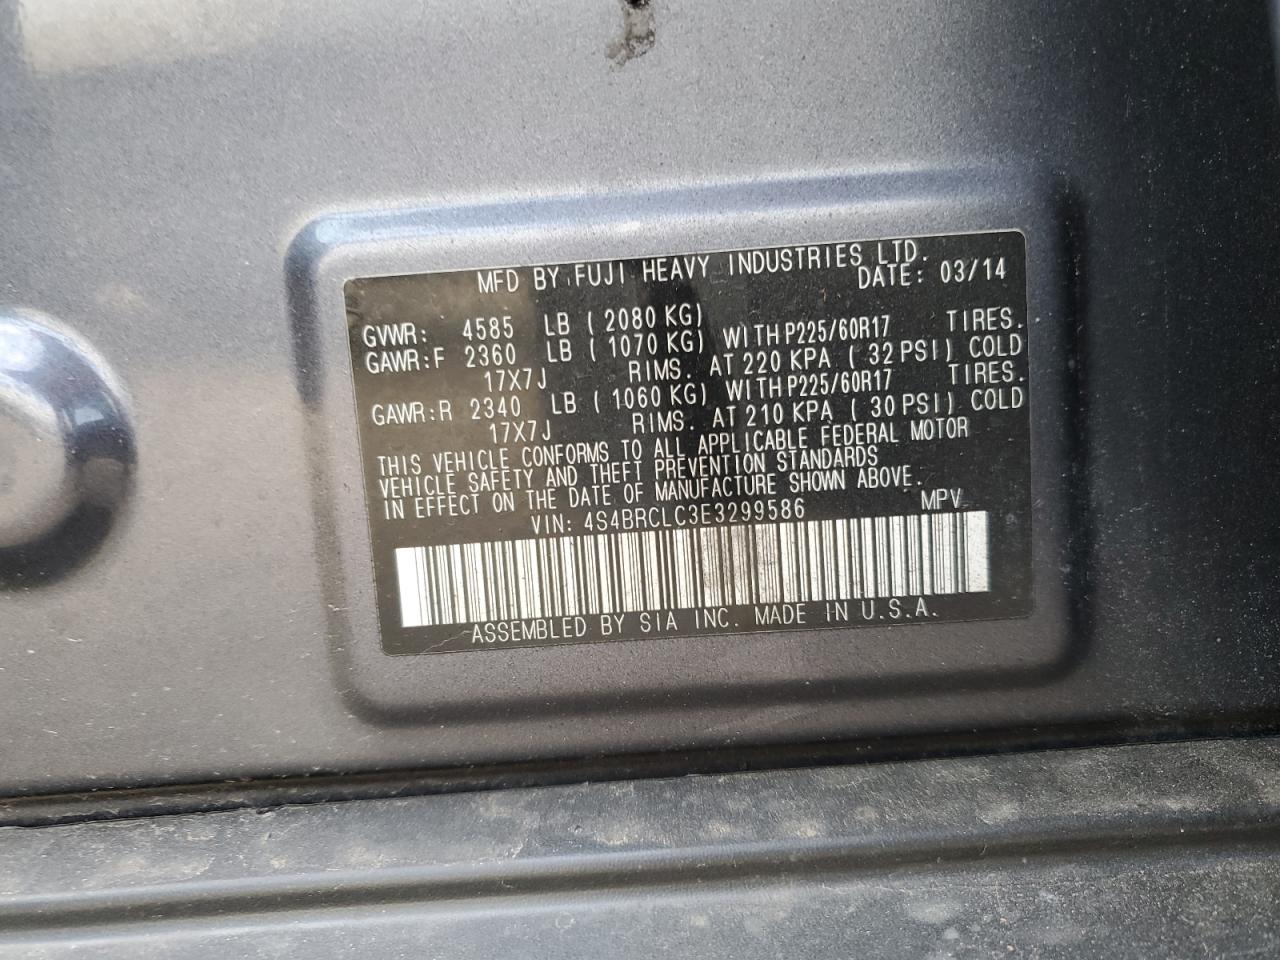 MFD BY FUJI HEAVY INDUSTRIES LTD.
DATE: 03/14
GVWR: 4585 LB ( 2080 KG)
GAWR:F 2360 LB ( 1070 KG) WITH P225/60R17 TIRES.
17X7J RIMS. AT 220 KPA ( 32 PSI) COLD
GAWR:R 2340 LB ( 1060 KG) WITH P225/60R17 TIRES.
17X7J RIMS. AT 210 KPA ( 30 PSI) COLD
THIS VEHICLE CONFORMS TO ALL APPLICABLE FEDERAL MOTOR
VEHICLE SAFETY AND THEFT PREVENTION STANDARDS
IN EFFECT ON THE DATE OF MANUFACTURE SHOWN ABOVE.
VIN: 4S4BRCLC3E3299586 MPV
ASSEMBLED BY SIA INC. MADE IN U.S.A.